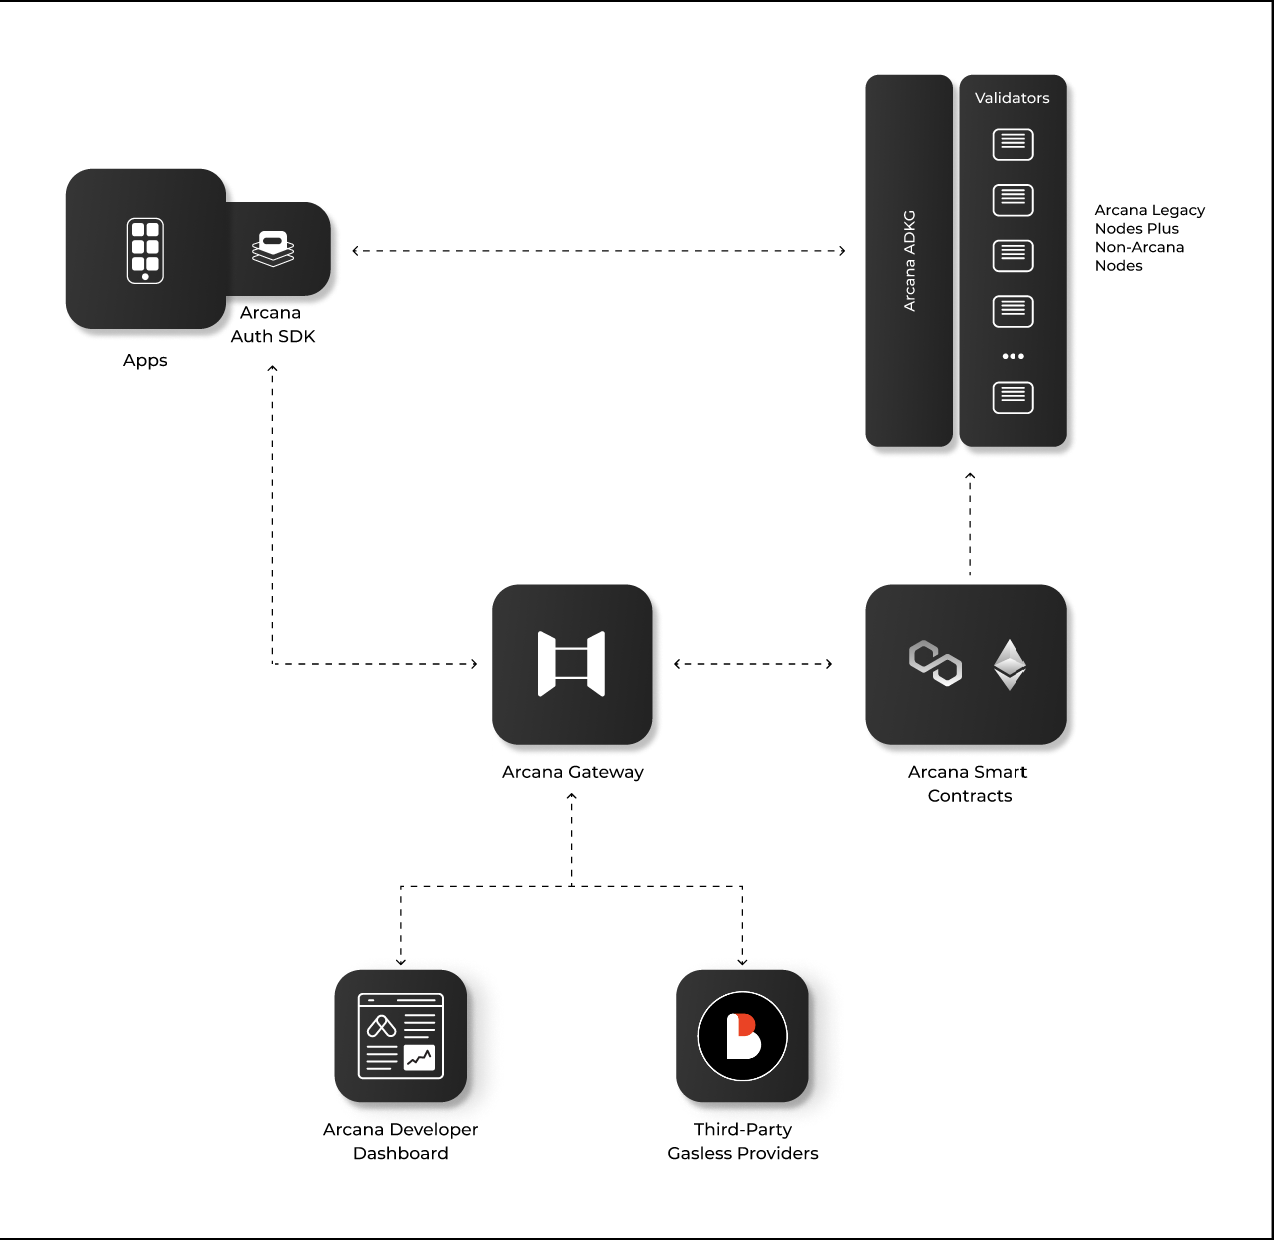 Validators
Arcana ADKG
Arcana Legacy
Nodes Plus
Non-Arcana
Nodes
Arcana
Auth SDK
Apps
Arcana Gateway
Arcana Smart
Contracts
Arcana Developer
Dashboard
Third-Party
Gasless Providers